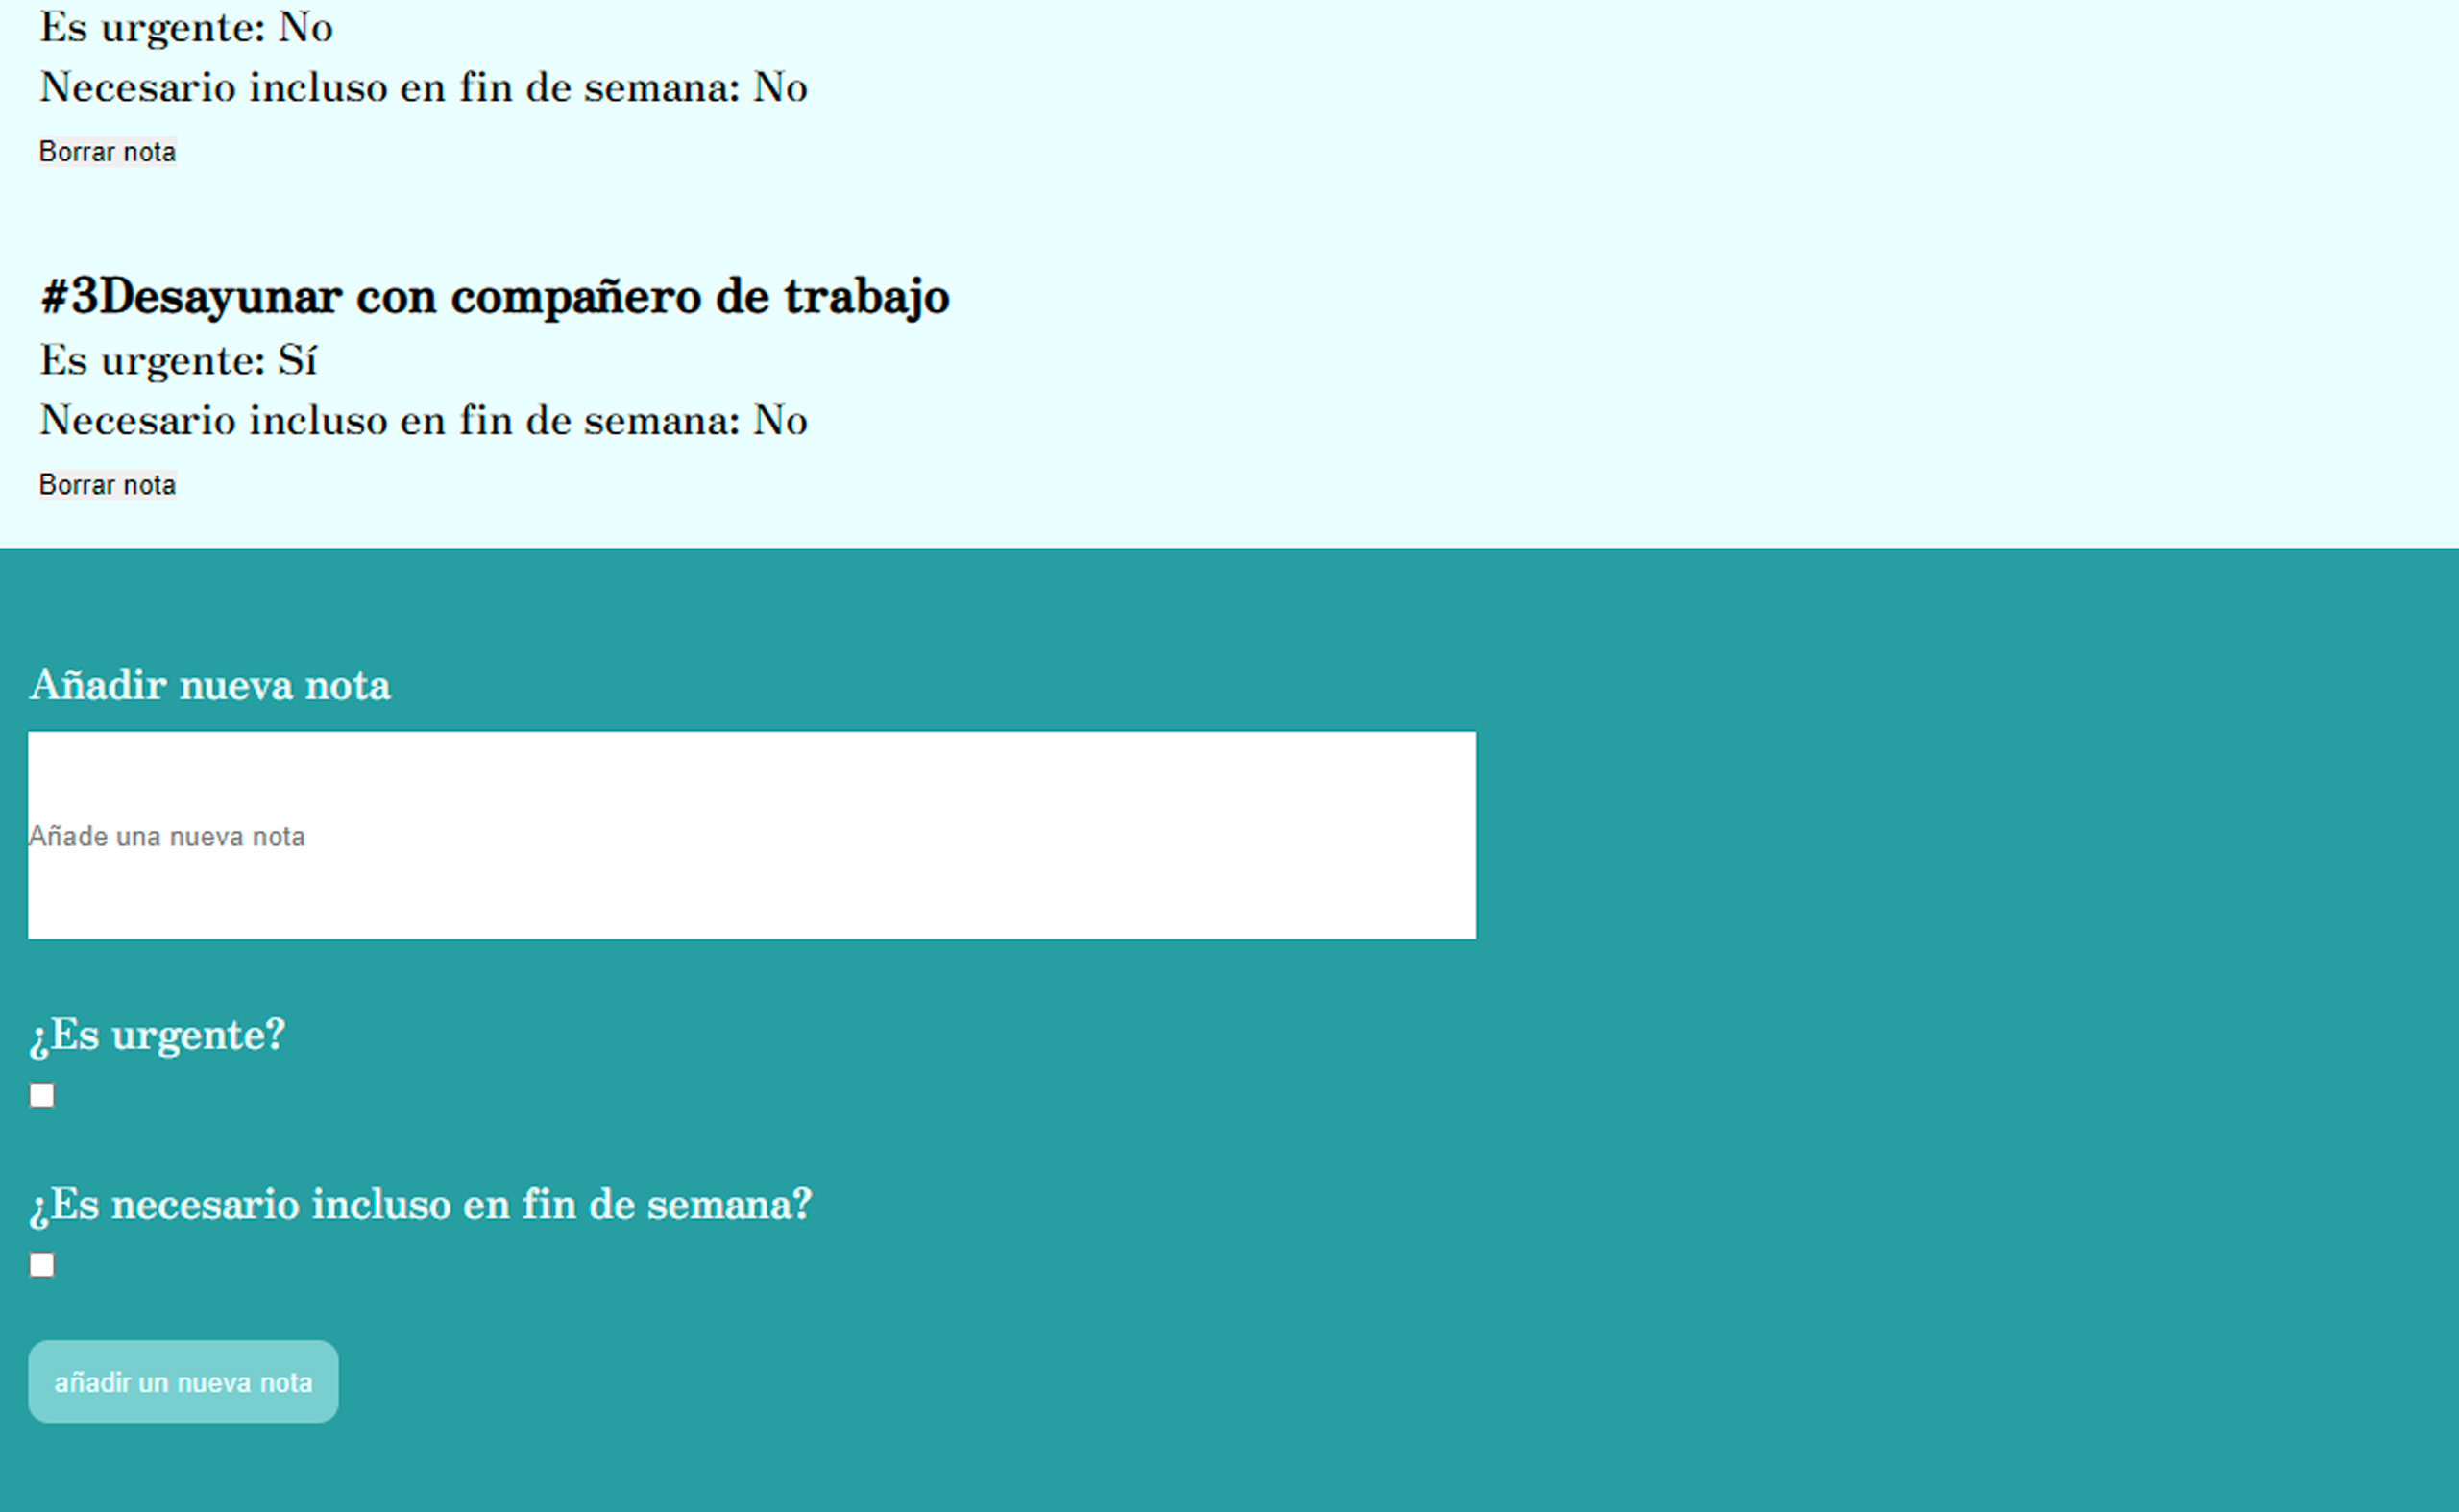 Es urgente: No
Necesario incluso en fin de semana: No
Borrar nota
#3Desayunar con compañero de trabajo
Es urgente: Sí
Necesario incluso en fin de semana: No
Borrar nota
Añadir nueva nota
Añade una nueva nota
¿Es urgente?
¿Es necesario incluso en fin de semana?
añadir un nueva nota